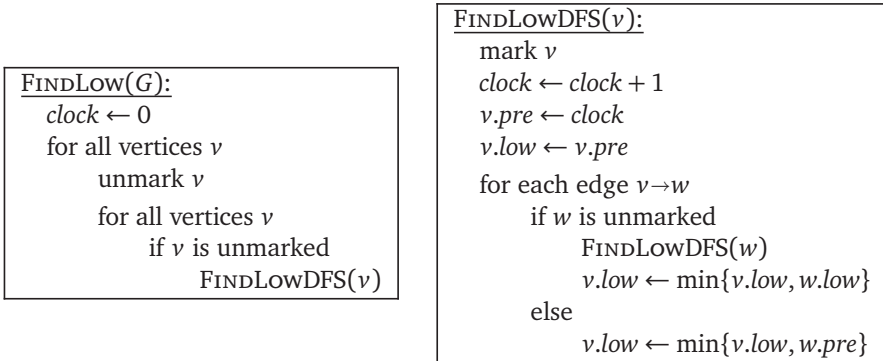 FINDLOW(G):
clock ← 0
for all vertices v
unmark v
for all vertices v
if v is unmarked
FINDLOWDFS(v)
FINDLOWDFS(v):
mark v
clock ← clock + 1
v.pre ← clock
v.low ← v.pre
for each edge v→w
if w is unmarked
FINDLOWDFS(w)
v.low ← min{v.low, w.low}
else
v.low ← min{v.low, w.pre}